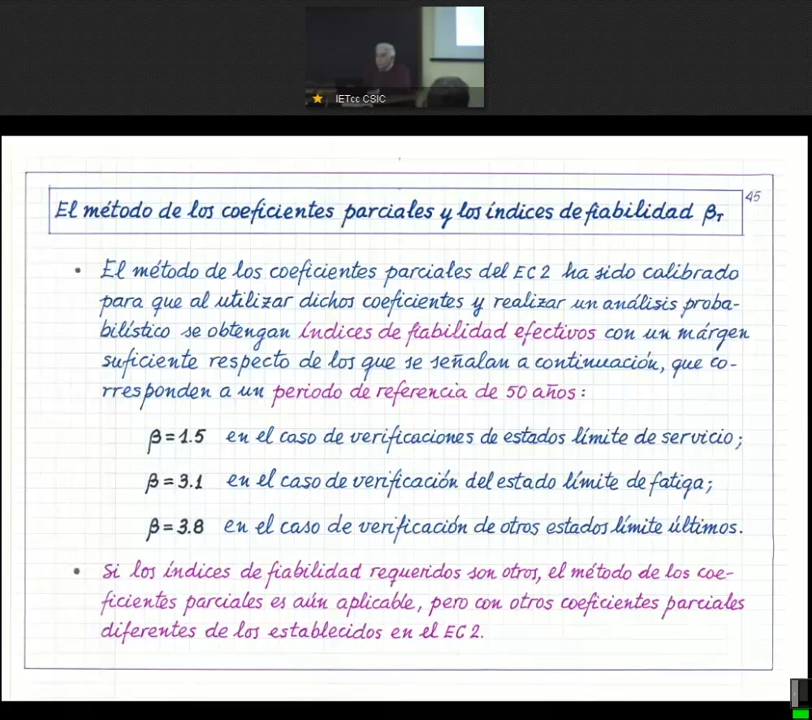 IETcc CSIC
45
El método de los coeficientes parciales y los índices de fiabilidad βT
• El método de los coeficientes parciales del EC 2 ha sido calibrado
para que al utilizar dichos coeficientes y realizar un análisis proba-
bilístico se obtengan índices de fiabilidad efectivos con un márgen
suficiente respecto de los que se señalan a continuación, que co-
rresponden a un periodo de referencia de 50 años:
β = 1.5 en el caso de verificaciones de estados límite de servicio;
β = 3.1 en el caso de verificación del estado límite de fatiga;
β = 3.8 en el caso de verificación de otros estados límite últimos.
• Si los índices de fiabilidad requeridos son otros, el método de los coe-
ficientes parciales es aún aplicable, pero con otros coeficientes parciales
diferentes de los establecidos en el EC 2.